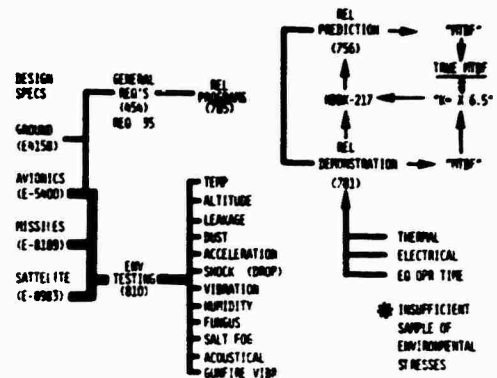 DESIGN
SPECS
GROUND
(E4158)
AVIONICS
(E-5400)
MISSILES
(E-8189)
SATTELITE
(E-8983)
GENERAL
REQ'S
(454)
REQ 35
REL
PROGRAMS
(785)
ENV
TESTING
(810)
TEMP
ALTITUDE
LEAKAGE
DUST
ACCELERATION
SHOCK (DROP)
VIBRATION
HUMIDITY
FUNGUS
SALT FOG
ACOUSTICAL
GUNFIRE VIBR
REL
PREDICTION
(756)
"MTBF"
TRUE MTBF
HDBK-217
"K= X 6.5"
REL
DEMONSTRATION
(781)
"MTBF"
THERMAL
ELECTRICAL
EQ OPR TIME
INSUFFICIENT
SAMPLE OF
ENVIRONMENTAL
STRESSES